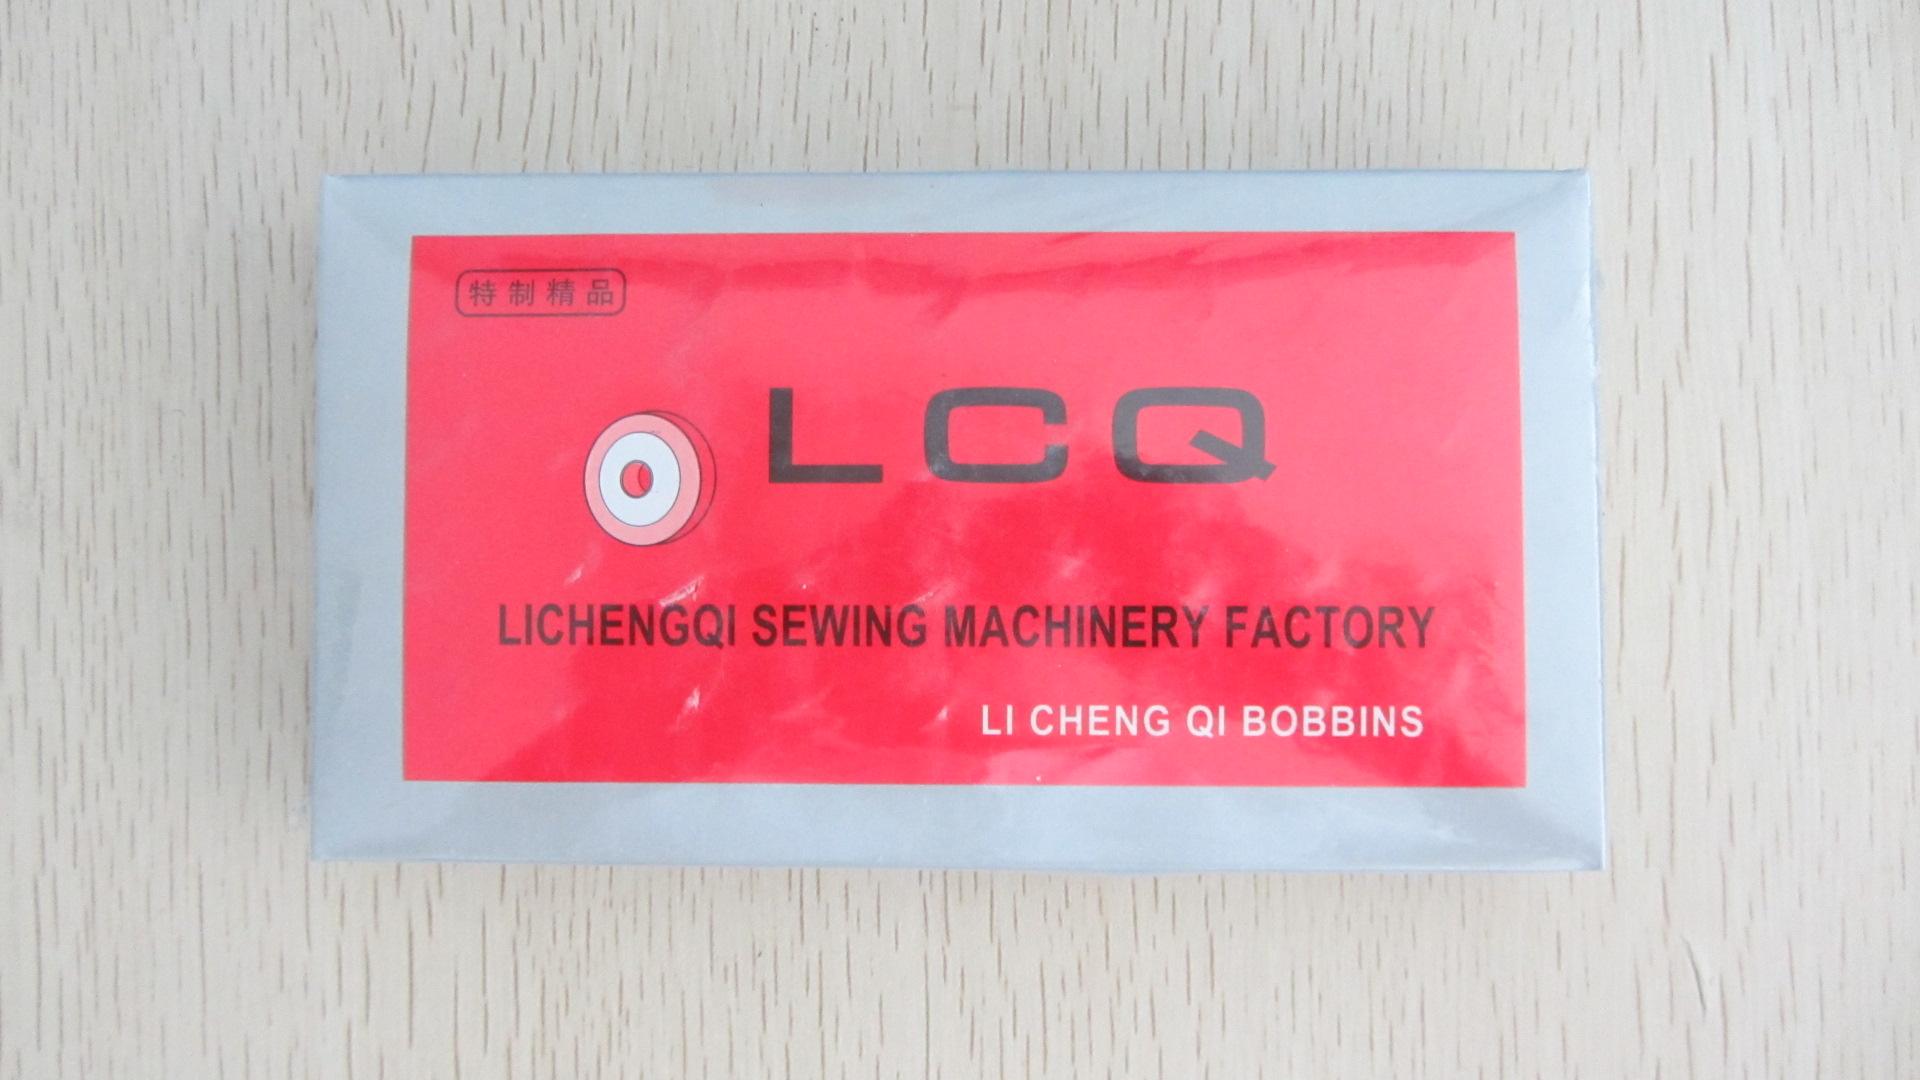 特制精品
LCQ
LICHENGQI SEWING MACHINERY FACTORY
LI CHENG QI BOBBINS